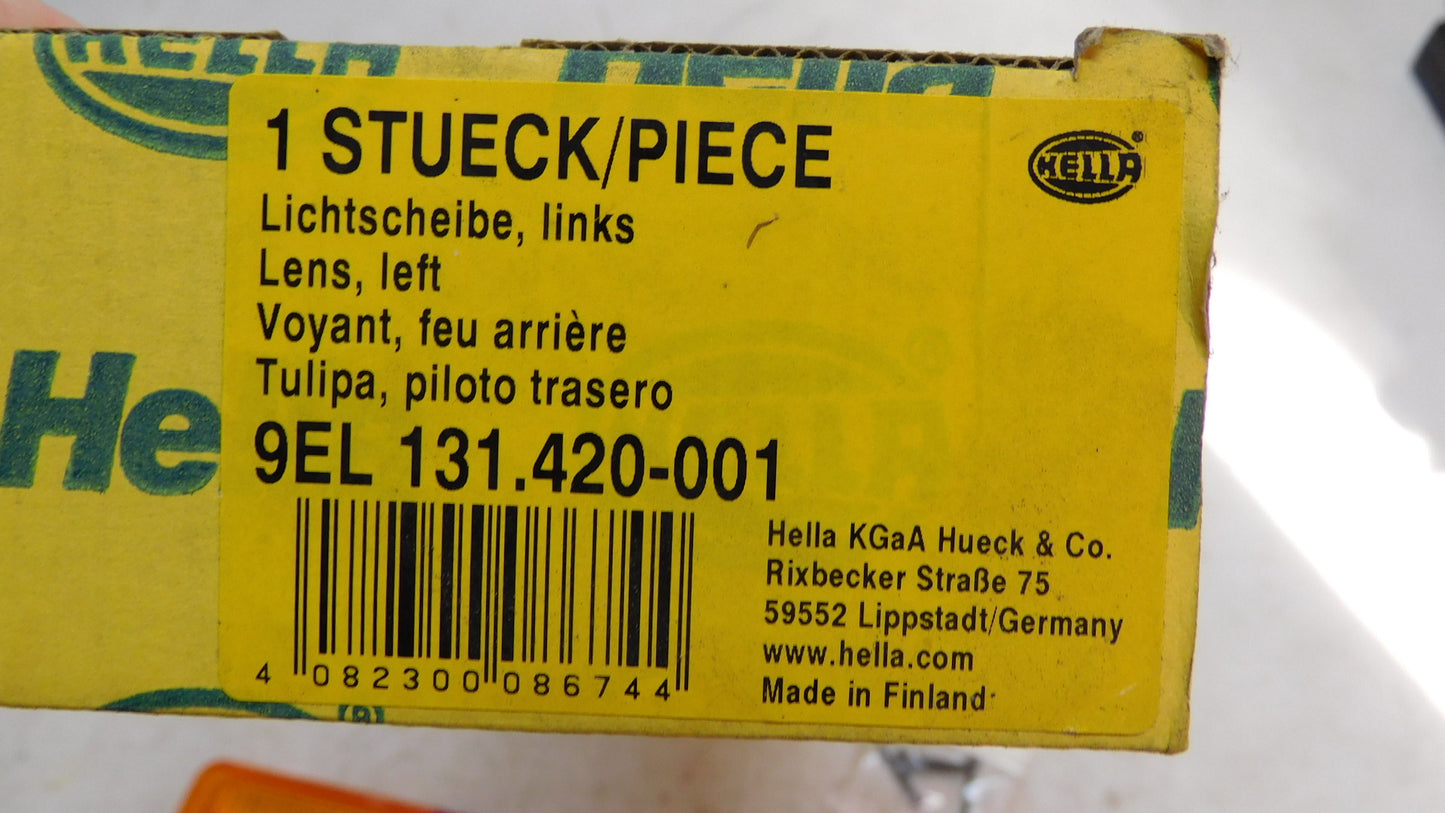 HELLA
Hella
1 STUECK/PIECE
HELLA®
Lichtscheibe, links
Lens, left
Voyant, feu arrière
Tulipa, piloto trasero
He
9EL 131.420-001
Hella KGaA Hueck & Co.
Rixbecker Straße 75
59552 Lippstadt/Germany
www.hella.com
Made in Finland
4 082300 086744
(R)